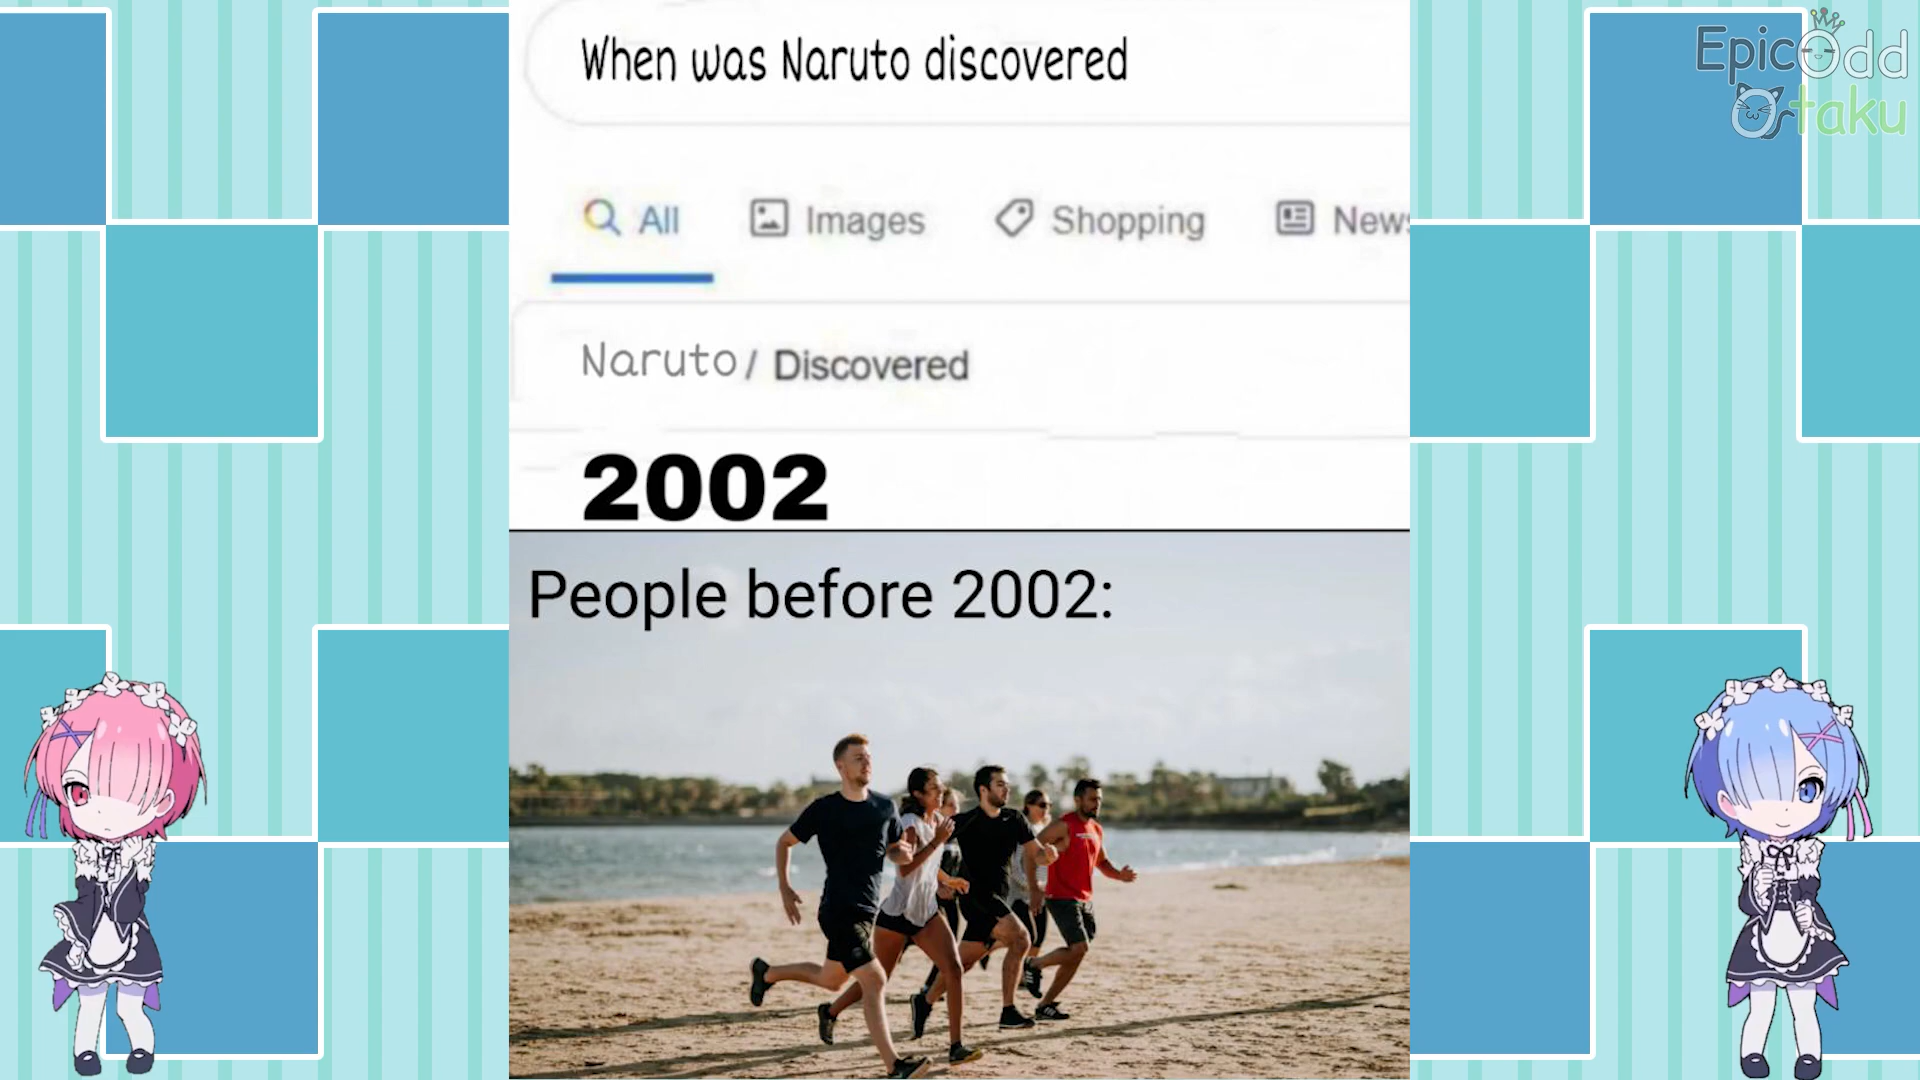 When was Naruto discovered
All Images Shopping News
Naruto / Discovered
2002
People before 2002:
EpicOdd
Otaku